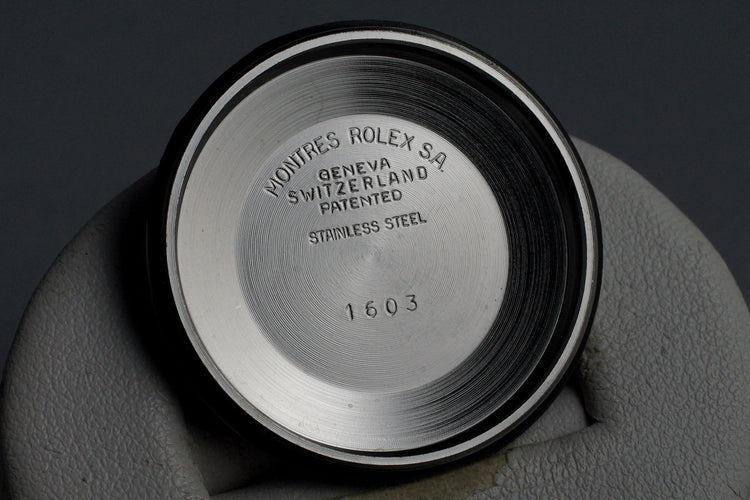 MONTRES ROLEX S.A.
GENEVA
SWITZERLAND
PATENTED
STAINLESS STEEL
1603